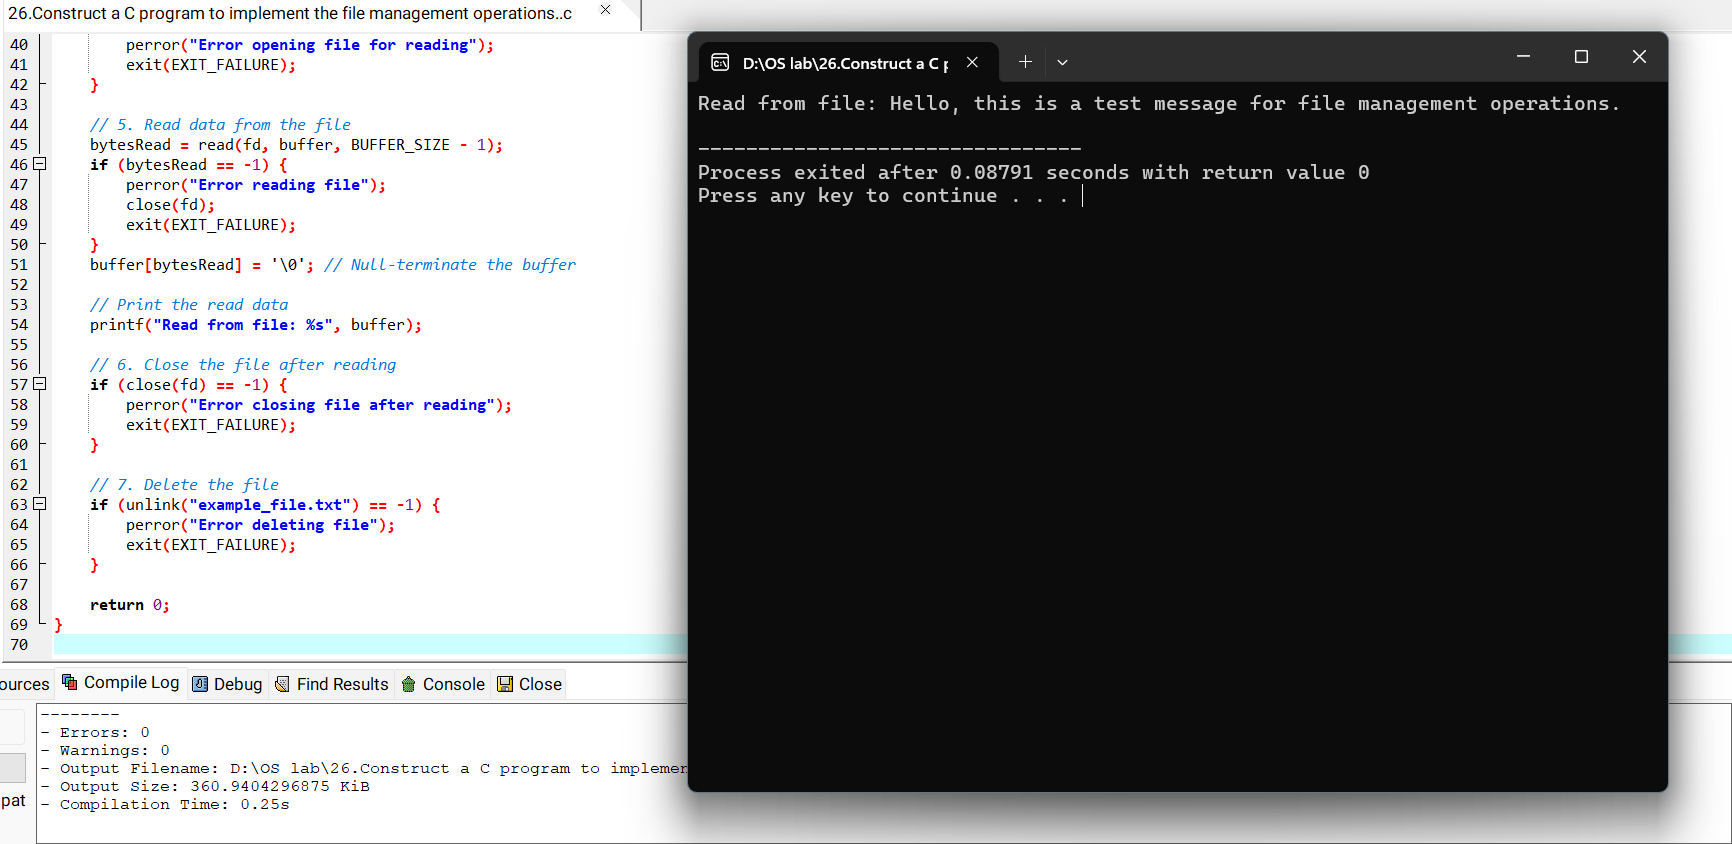 26.Construct a C program to implement the file management operations..c
40 perror("Error opening file for reading");
41 exit(EXIT_FAILURE);
42 }
43
44 // 5. Read data from the file
45 bytesRead = read(fd, buffer, BUFFER_SIZE - 1);
46 if (bytesRead == -1) {
47 perror("Error reading file");
48 close(fd);
49 exit(EXIT_FAILURE);
50 }
51 buffer[bytesRead] = '\0'; // Null-terminate the buffer
52
53 // Print the read data
54 printf("Read from file: %s", buffer);
55
56 // 6. Close the file after reading
57 if (close(fd) == -1) {
58 perror("Error closing file after reading");
59 exit(EXIT_FAILURE);
60 }
61
62 // 7. Delete the file
63 if (unlink("example_file.txt") == -1) {
64 perror("Error deleting file");
65 exit(EXIT_FAILURE);
66 }
67
68 return 0;
69 }
70
D:\OS lab\26.Construct a C p
Read from file: Hello, this is a test message for file management operations.
--------------------------------
Process exited after 0.08791 seconds with return value 0
Press any key to continue . . .
ources Compile Log Debug Find Results Console Close
--------
- Errors: 0
- Warnings: 0
- Output Filename: D:\OS lab\26.Construct a C program to implemen
- Output Size: 360.9404296875 KiB
- Compilation Time: 0.25s
pat